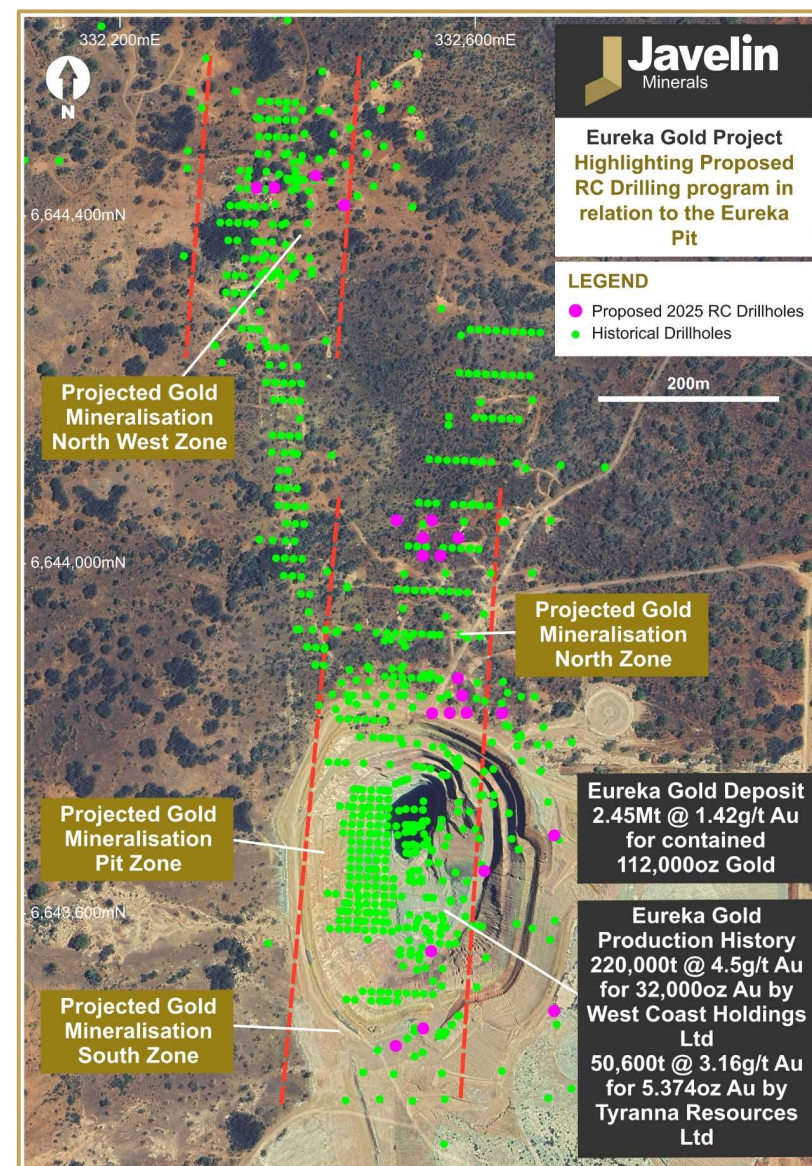 332,200mE
332,600mE
N
Javelin
Minerals
Eureka Gold Project
Highlighting Proposed
RC Drilling program in
relation to the Eureka
Pit
LEGEND
Proposed 2025 RC Drillholes
Historical Drillholes
200m
6,644,400mN
Projected Gold
Mineralisation
North West Zone
6,644,000mN
Projected Gold
Mineralisation
North Zone
Projected Gold
Mineralisation
Pit Zone
Eureka Gold Deposit
2.45Mt @ 1.42g/t Au
for contained
112,000oz Gold
6,643,600mN
Eureka Gold
Production History
220,000t @ 4.5g/t Au
for 32,000oz Au by
West Coast Holdings
Ltd
50,600t @ 3.16g/t Au
for 5.374oz Au by
Tyranna Resources
Ltd
Projected Gold
Mineralisation
South Zone